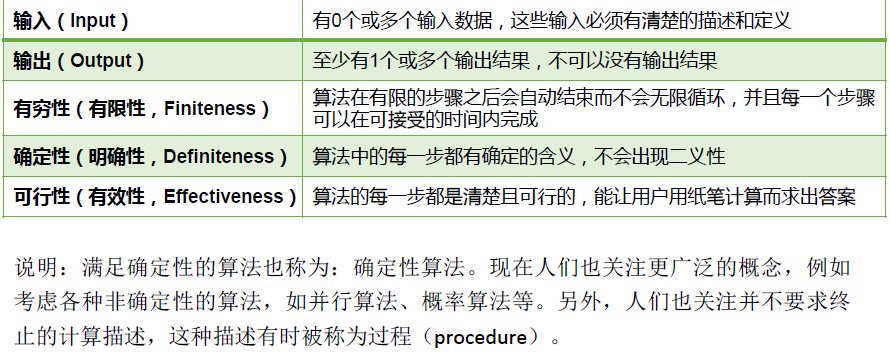 输入（Input） 有0个或多个输入数据，这些输入必须有清楚的描述和定义
输出（Output） 至少有1个或多个输出结果，不可以没有输出结果
有穷性（有限性，Finiteness） 算法在有限的步骤之后会自动结束而不会无限循环，并且每一个步骤
可以在可接受的时间内完成
确定性（明确性，Definiteness） 算法中的每一步都有确定的含义，不会出现二义性
可行性（有效性，Effectiveness） 算法的每一步都是清楚且可行的，能让用户用纸笔计算而求出答案
说明：满足确定性的算法也称为：确定性算法。现在人们也关注更广泛的概念，例如
考虑各种非确定性的算法，如并行算法、概率算法等。另外，人们也关注并不要求终
止的计算描述，这种描述有时被称为过程（procedure）。